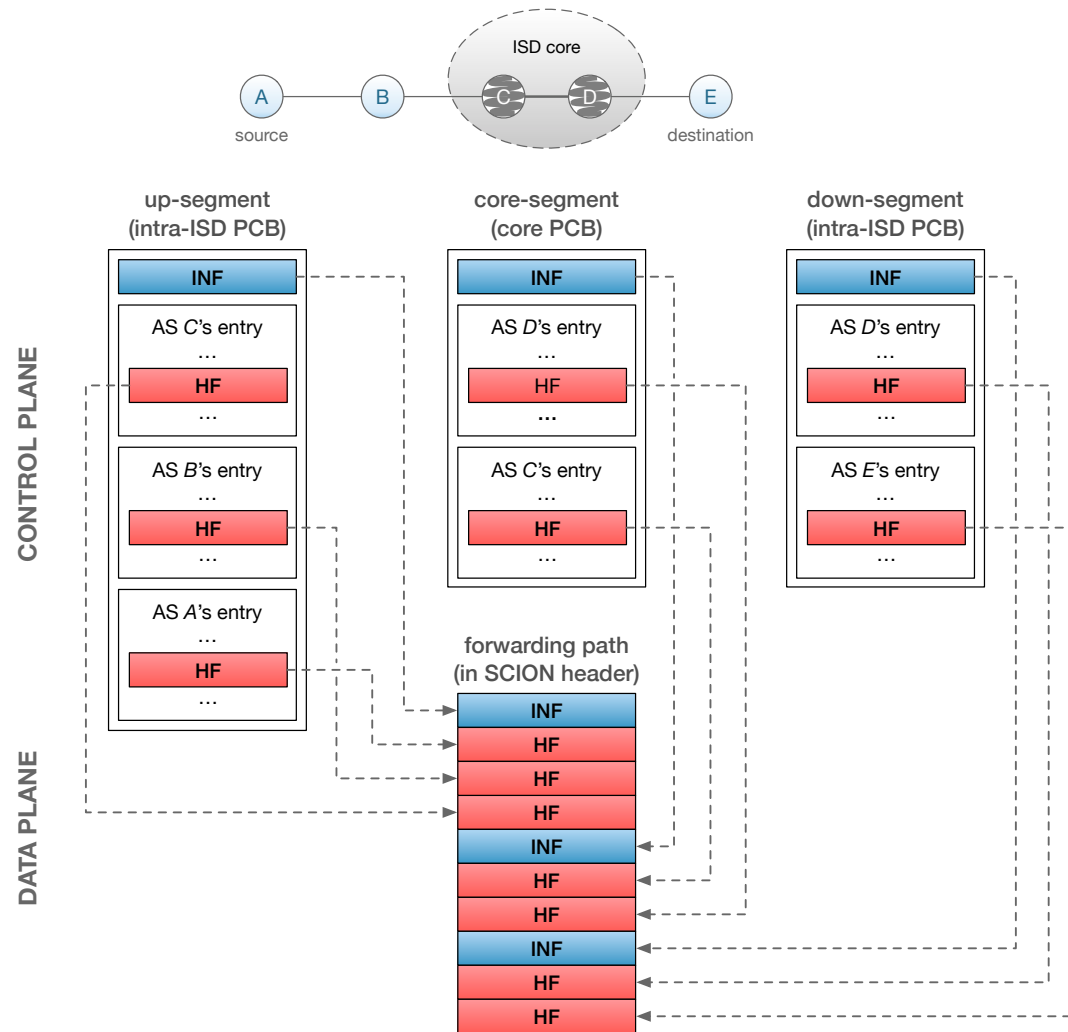 ISD core
A
B
C
D
E
source
destination
up-segment
(intra-ISD PCB)
core-segment
(core PCB)
down-segment
(intra-ISD PCB)
CONTROL PLANE
INF
AS C's entry
...
HF
...
AS B's entry
...
HF
...
AS A's entry
...
HF
...
INF
AS D's entry
...
HF
...
AS C's entry
...
HF
...
INF
AS D's entry
...
HF
...
AS E's entry
...
HF
...
DATA PLANE
forwarding path
(in SCION header)
INF
HF
HF
HF
INF
HF
HF
INF
HF
HF